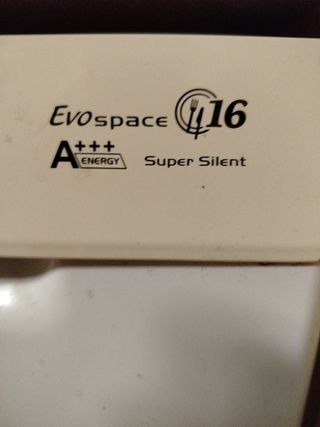 Evospace 16
A+++ ENERGY Super Silent